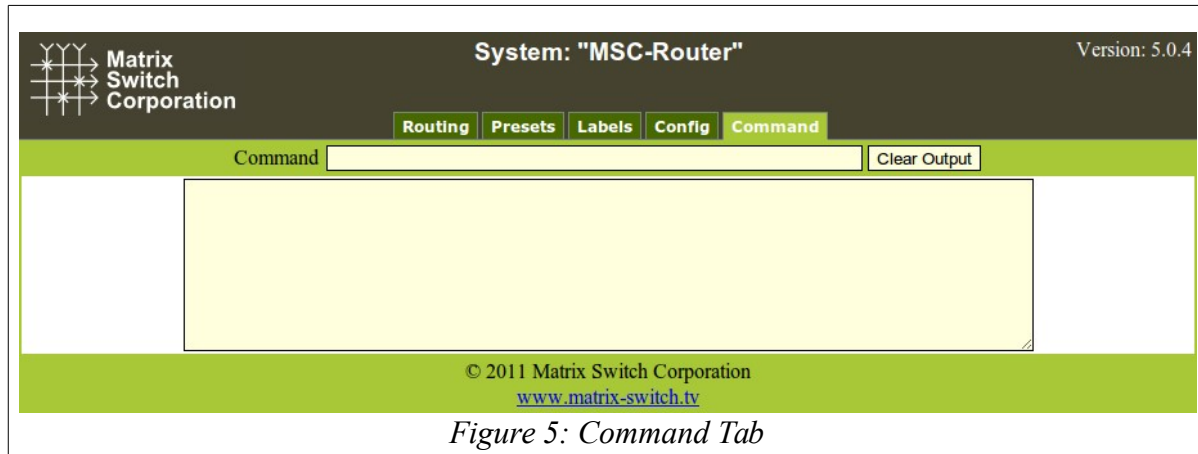 Matrix
Switch
Corporation
System: "MSC-Router"
Version: 5.0.4
Routing Presets Labels Config Command
Command Clear Output
© 2011 Matrix Switch Corporation
www.matrix-switch.tv
Figure 5: Command Tab